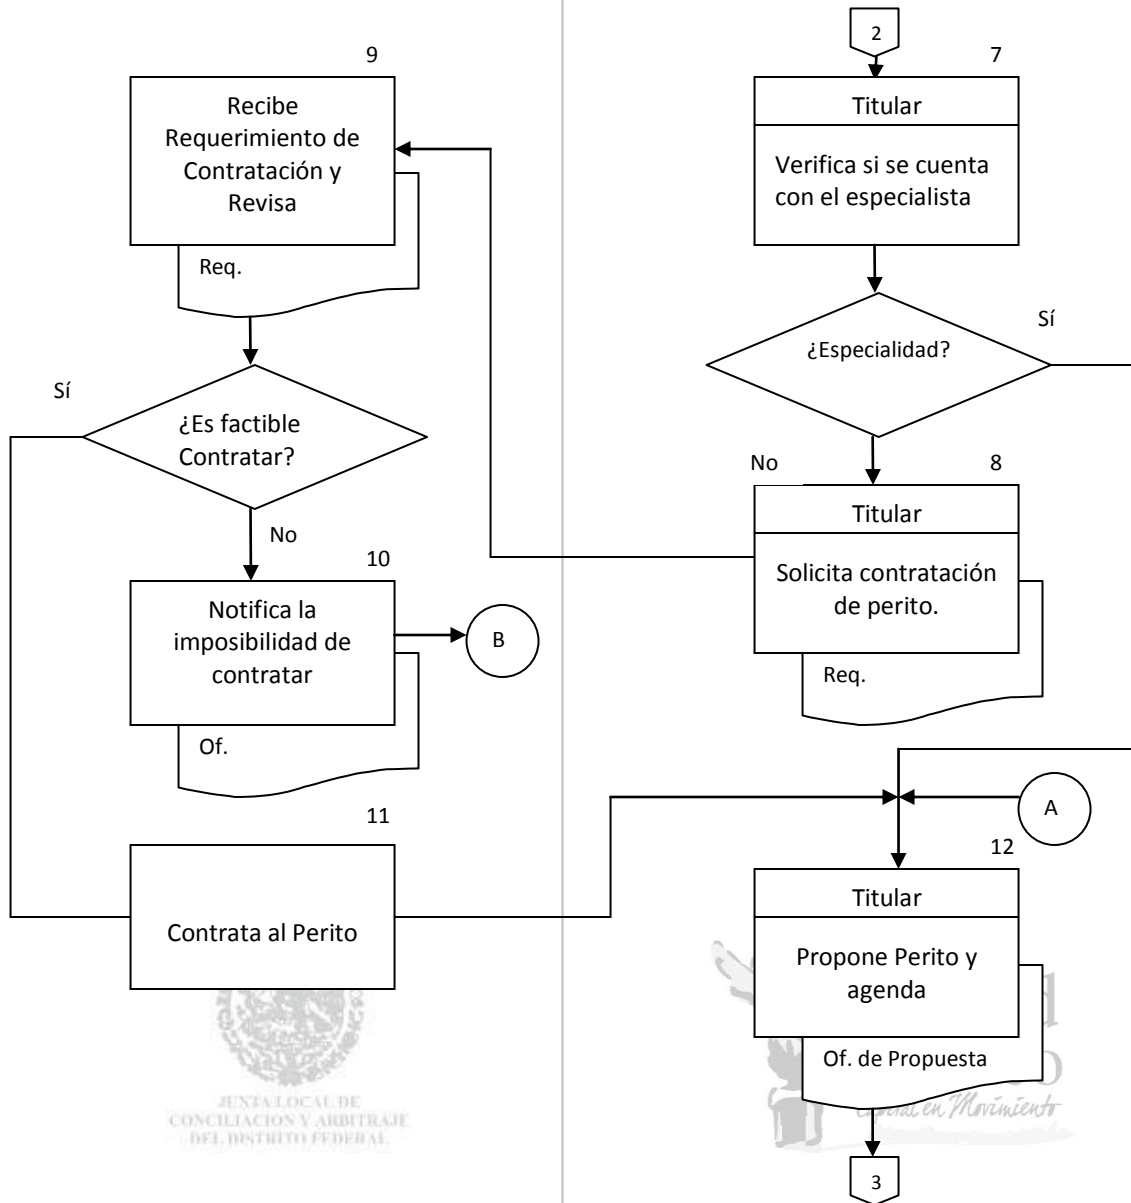 9
Recibe
Requerimiento de
Contratación y
Revisa
Req.
Sí
¿Es factible
Contratar?
No
10
Notifica la
imposibilidad de
contratar
B
Of.
11
Contrata al Perito
JUNTA LOCAL DE
CONCILIACION Y ARBITRAJE
DEL DISTRITO FEDERAL
2
7
Titular
Verifica si se cuenta
con el especialista
Sí
¿Especialidad?
No
8
Titular
Solicita contratación
de perito.
Req.
A
12
Titular
Propone Perito y
agenda
Of. de Propuesta
Capital en Movimiento
3